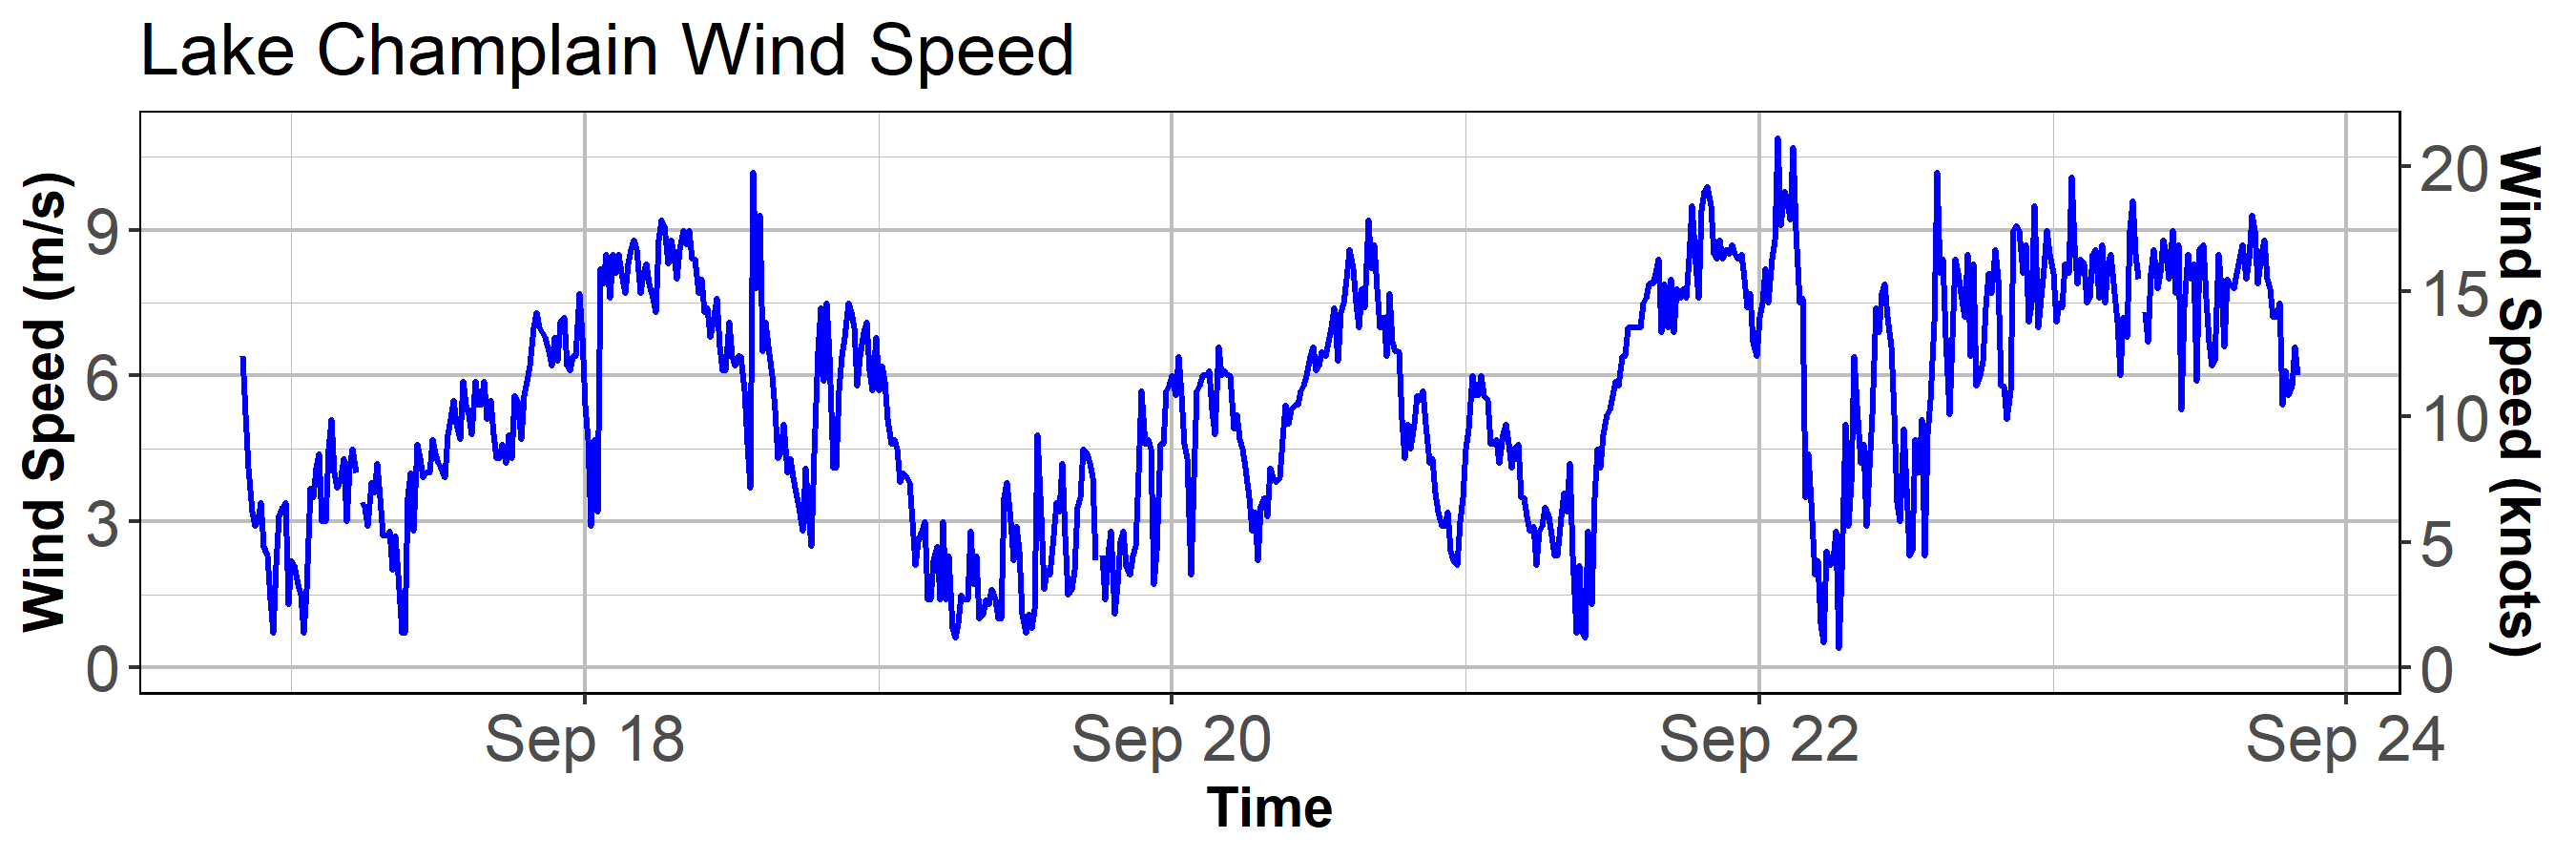 Lake Champlain Wind Speed
Wind Speed (m/s)
9
6
3
0
20
15
10
5
0
Wind Speed (knots)
Sep 18
Sep 20
Sep 22
Sep 24
Time